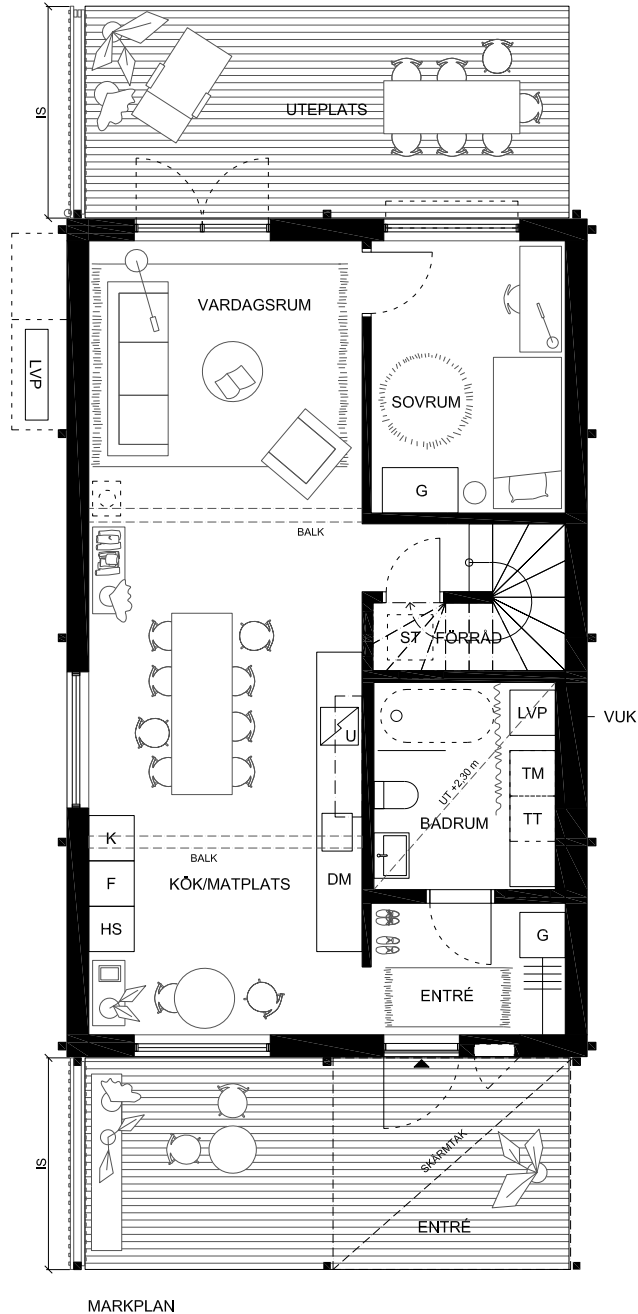 IS
UTEPLATS
VARDAGSRUM
LVP
SOVRUM
G
BALK
ST FÖRRÅD
U
LVP
VUK
TM
UT +2,30 m
TT
BADRUM
K
BALK
F
KÖK/MATPLATS
DM
HS
G
ENTRÉ
IS
SKÄRMTAK
ENTRÉ
MARKPLAN